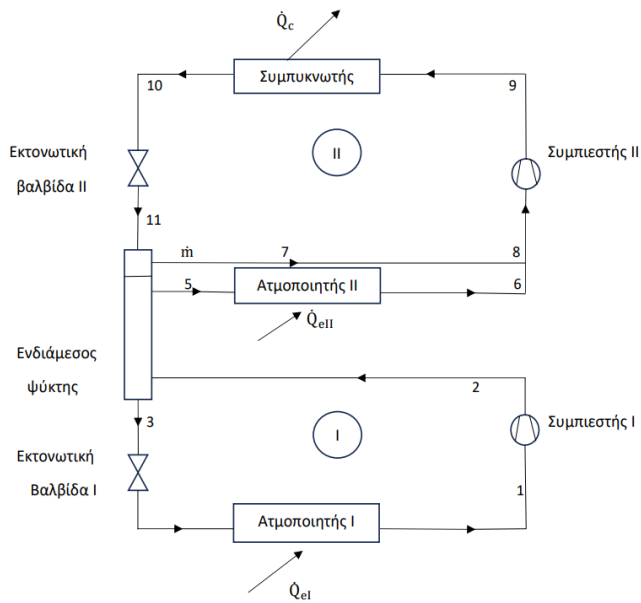 Q̇c
Συμπυκνωτής
10
9
Εκτονωτική
βαλβίδα II
II
Συμπιεστής II
11
ṁ
7
8
5
Ατμοποιητής II
6
Q̇eII
Ενδιάμεσος
ψύκτης
2
3
I
Συμπιεστής I
Εκτονωτική
Βαλβίδα I
1
Ατμοποιητής I
Q̇eI